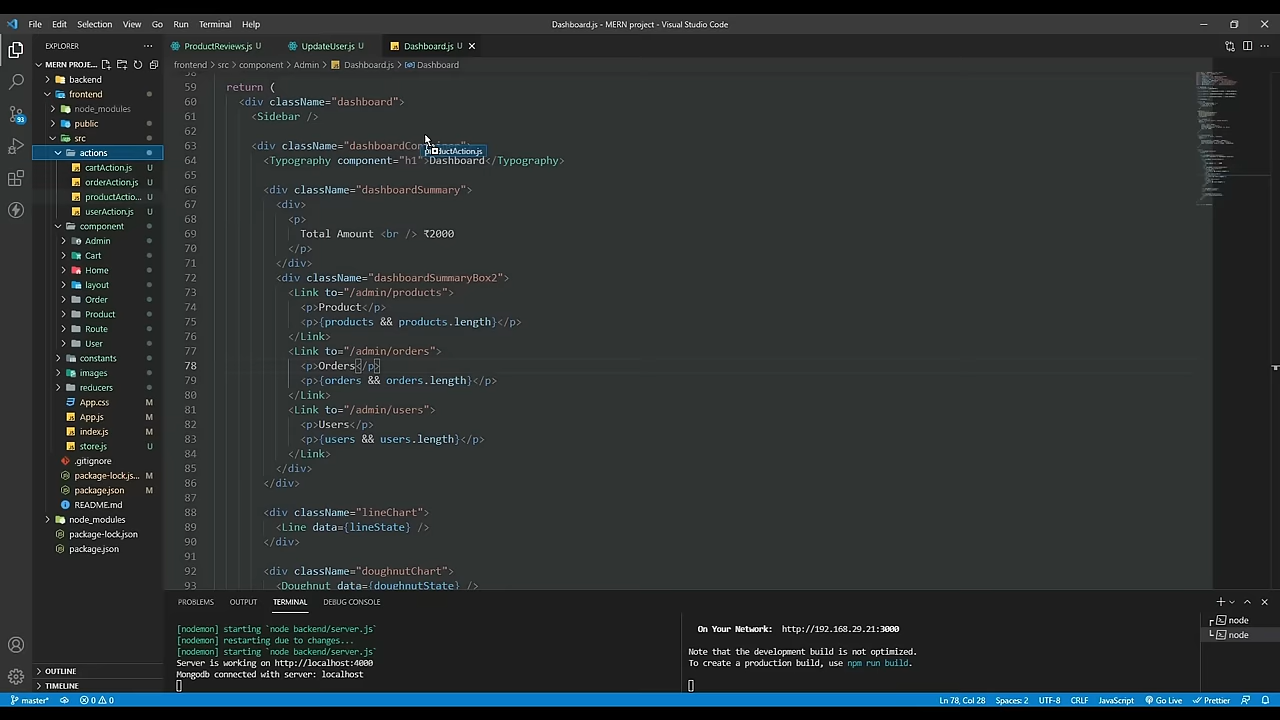 File Edit Selection View Go Run Terminal Help
Dashboard.js - MERN project - Visual Studio Code
EXPLORER
MERN PROJE...
backend
frontend
node_modules
public
src
actions
cartAction.js U
orderAction.js U
productActio... U
userAction.js U
component
Admin
Cart
Home
layout
Order
Product
Route
User
constants
images
reducers
App.css M
App.js M
index.js M
store.js U
.gitignore
package-lock.js... M
package.json M
README.md
node_modules
package-lock.json
package.json
OUTLINE
TIMELINE
93
ProductReviews.js U
UpdateUser.js U
Dashboard.js U
frontend > src > component > Admin > Dashboard.js > Dashboard
58
59 return (
60 <div className="dashboard">
61 <Sidebar />
62
63 <div className="dashboardCo
productAction.js
64 <Typography component="h1">Dashboard</Typography>
65
66 <div className="dashboardSummary">
67 <div>
68 <p>
69 Total Amount <br /> ₹2000
70 </p>
71 </div>
72 <div className="dashboardSummaryBox2">
73 <Link to="/admin/products">
74 <p>Product</p>
75 <p>{products && products.length}</p>
76 </Link>
77 <Link to="/admin/orders">
78 <p>Orders</p>
79 <p>{orders && orders.length}</p>
80 </Link>
81 <Link to="/admin/users">
82 <p>Users</p>
83 <p>{users && users.length}</p>
84 </Link>
85 </div>
86 </div>
87
88 <div className="lineChart">
89 <Line data={lineState} />
90 </div>
91
92 <div className="doughnutChart">
93 <Doughnut data={doughnutState} />
PROBLEMS OUTPUT TERMINAL DEBUG CONSOLE
[nodemon] starting `node backend/server.js`
[nodemon] restarting due to changes...
[nodemon] starting `node backend/server.js`
Server is working on http://localhost:4000
Mongodb connected with server: localhost
On Your Network: http://192.168.29.21:3000
Note that the development build is not optimized.
To create a production build, use npm run build.
node
node
master* 0 0
Ln 78, Col 28 Spaces: 2 UTF-8 CRLF JavaScript Go Live Prettier